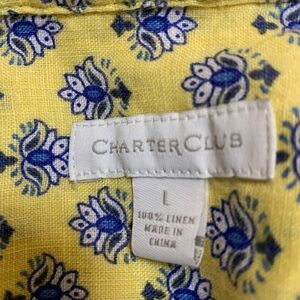 CHARTER CLUB
L
100% LINEN
MADE IN
CHINA